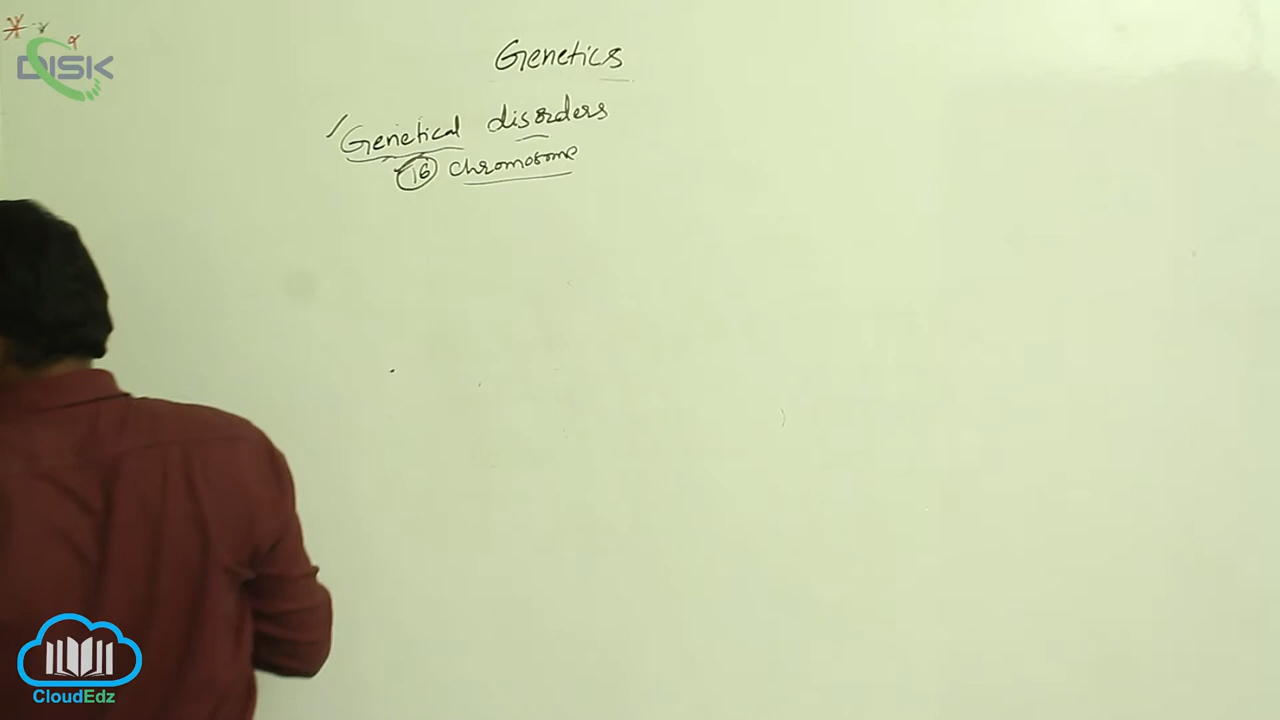 DISK
Genetics
Genetical disorders
16 chromosome
CloudEdz